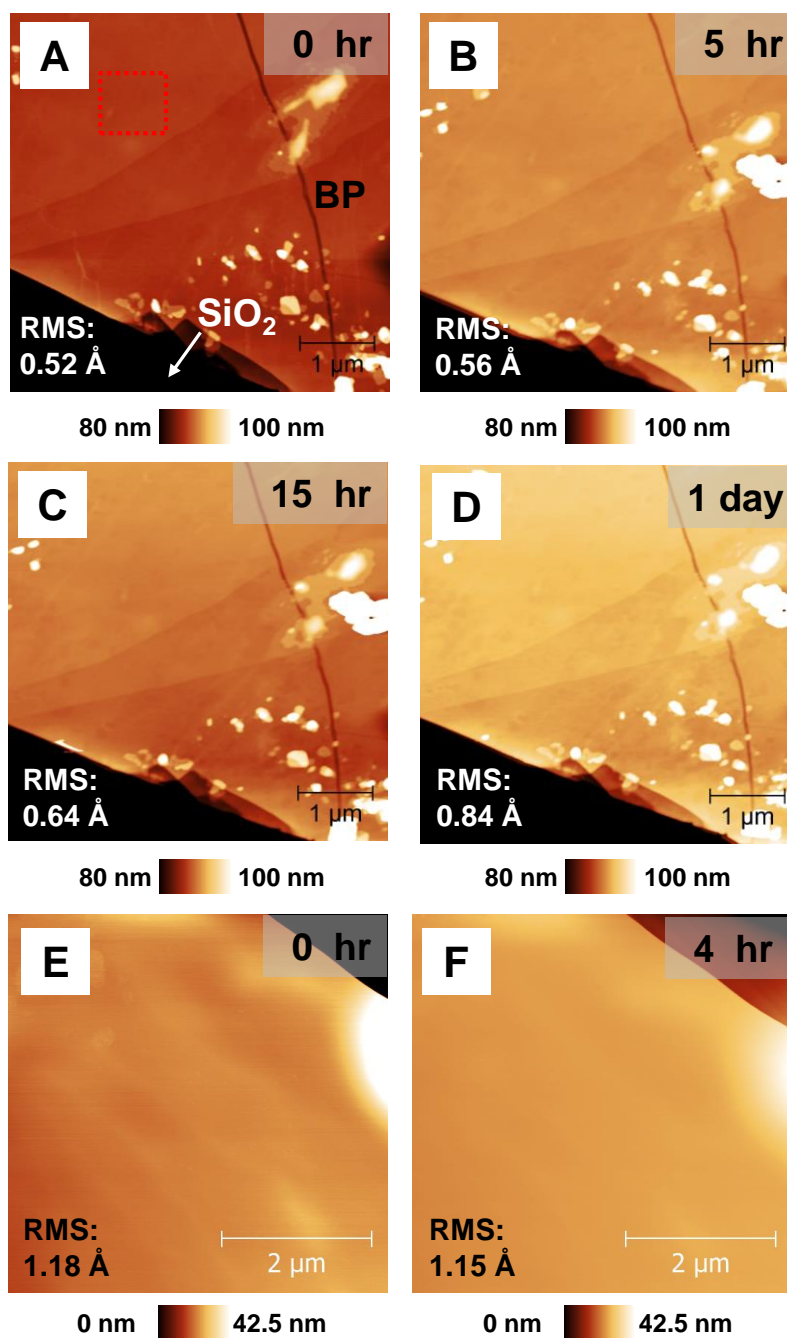 A
0 hr
BP
SiO₂
RMS:
0.52 Å
1 µm
80 nm 100 nm
B
5 hr
RMS:
0.56 Å
1 µm
80 nm 100 nm
C
15 hr
RMS:
0.64 Å
1 µm
80 nm 100 nm
D
1 day
RMS:
0.84 Å
1 µm
80 nm 100 nm
E
0 hr
RMS:
1.18 Å
2 µm
0 nm 42.5 nm
F
4 hr
RMS:
1.15 Å
2 µm
0 nm 42.5 nm